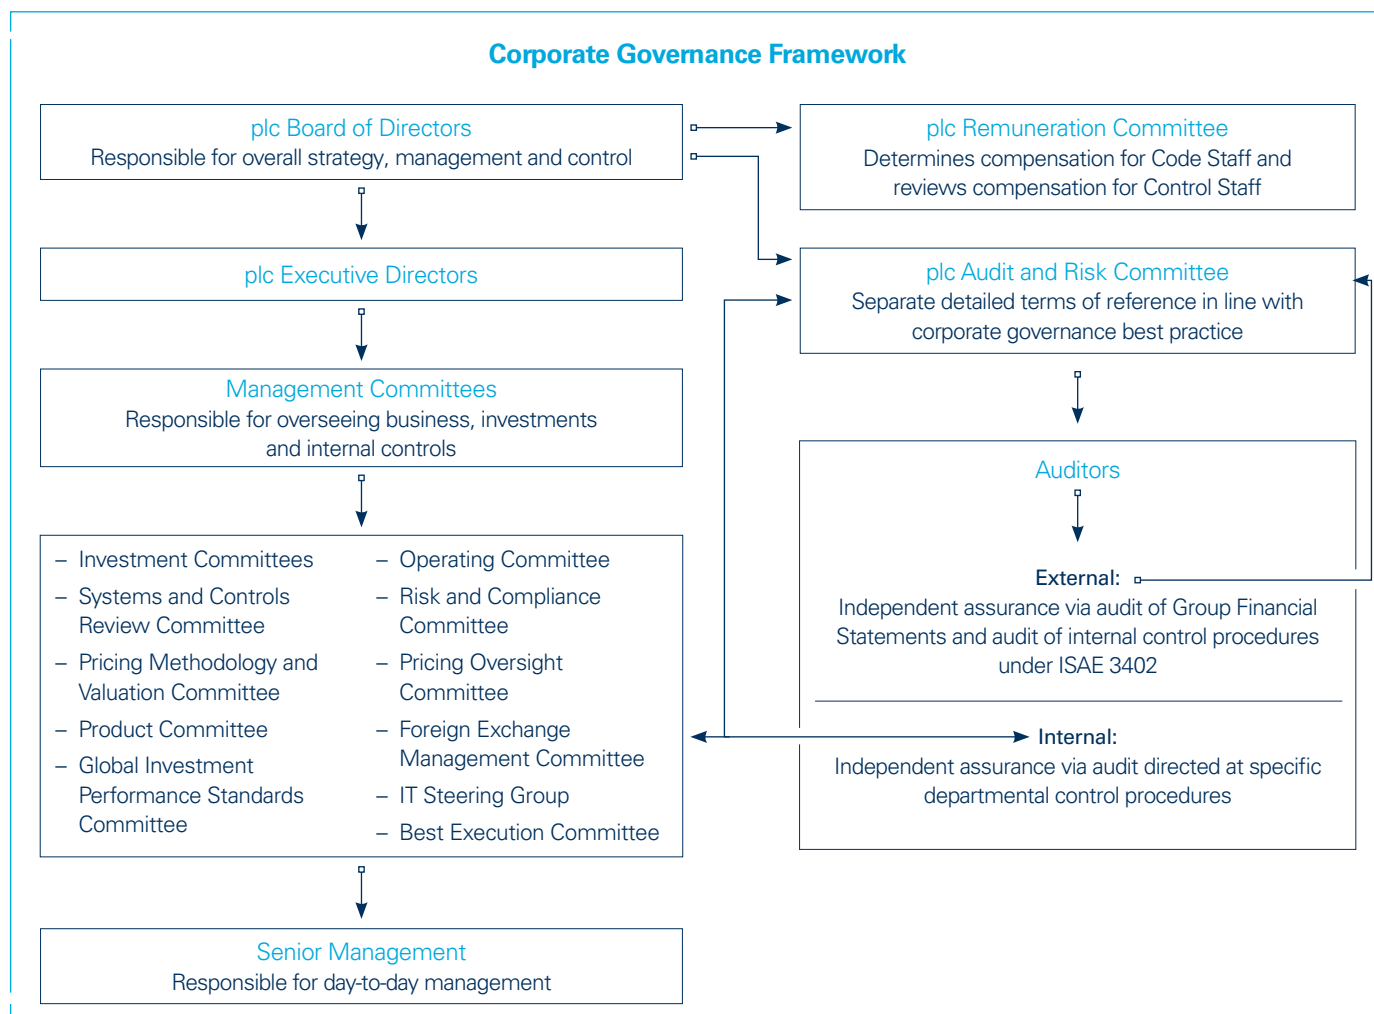 Corporate Governance Framework
plc Board of Directors
Responsible for overall strategy, management and control
plc Remuneration Committee
Determines compensation for Code Staff and
reviews compensation for Control Staff
plc Executive Directors
plc Audit and Risk Committee
Separate detailed terms of reference in line with
corporate governance best practice
Management Committees
Responsible for overseeing business, investments
and internal controls
– Investment Committees
– Systems and Controls
Review Committee
– Pricing Methodology and
Valuation Committee
– Product Committee
– Global Investment
Performance Standards
Committee
– Operating Committee
– Risk and Compliance
Committee
– Pricing Oversight
Committee
– Foreign Exchange
Management Committee
– IT Steering Group
– Best Execution Committee
Auditors
External:
Independent assurance via audit of Group Financial
Statements and audit of internal control procedures
under ISAE 3402
Internal:
Independent assurance via audit directed at specific
departmental control procedures
Senior Management
Responsible for day-to-day management